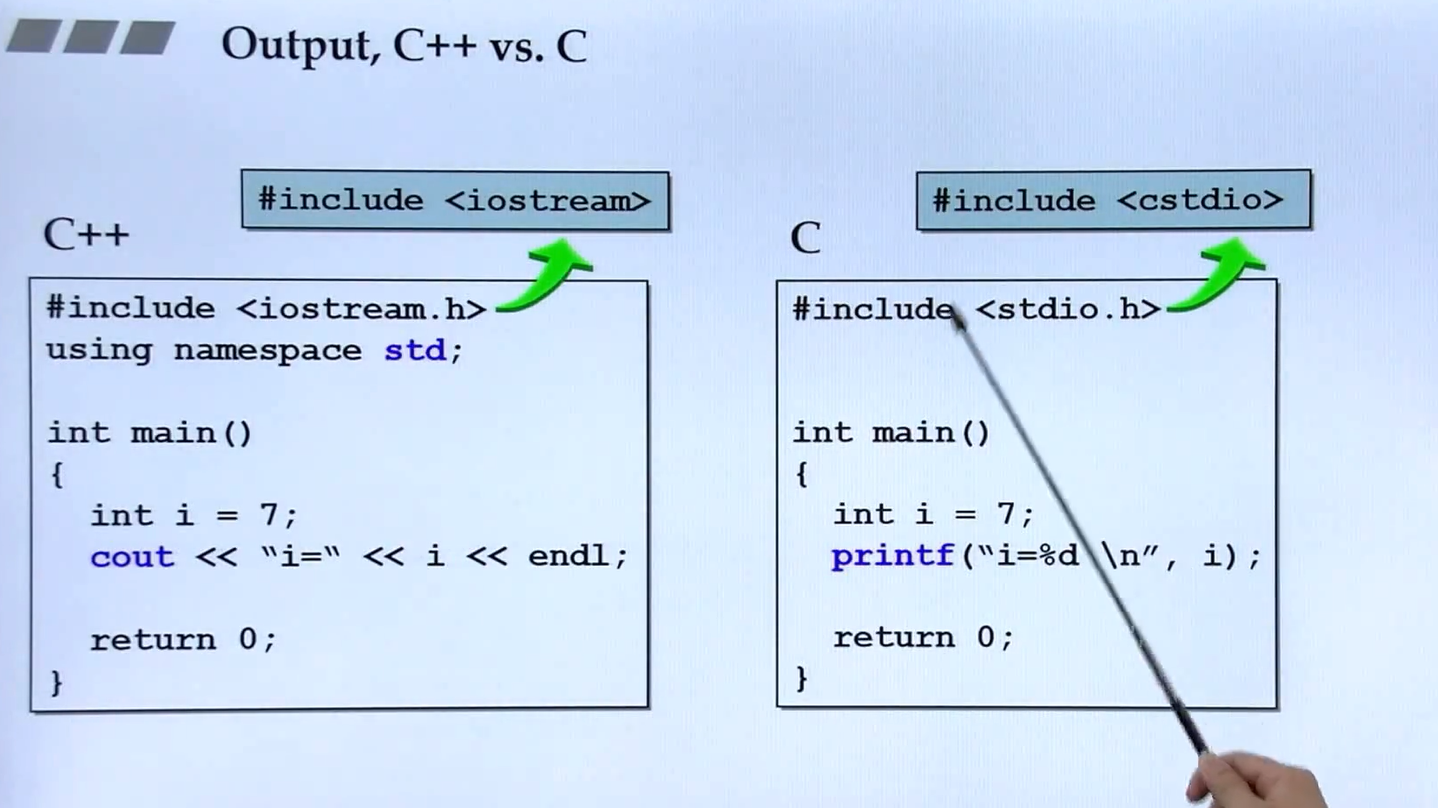 Output, C++ vs. C
C++
#include <iostream>
#include <iostream.h>
using namespace std;
int main()
{
int i = 7;
cout << "i=" << i << endl;
return 0;
}
C
#include <cstdio>
#include <stdio.h>
int main()
{
int i = 7;
printf("i=%d \n", i);
return 0;
}